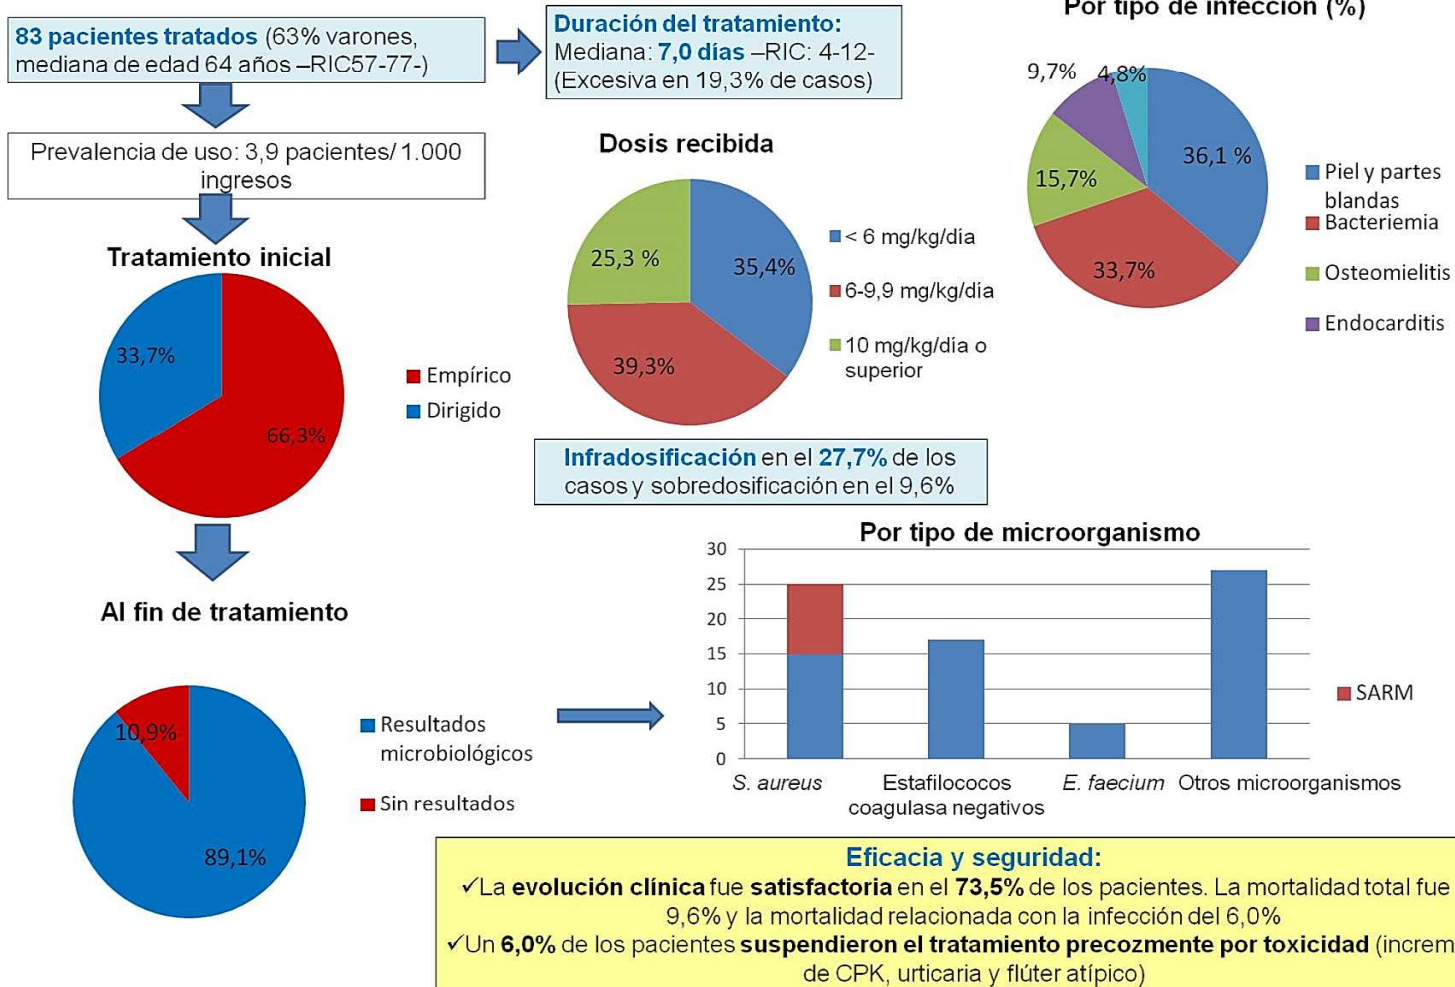 83 pacientes tratados (63% varones,
mediana de edad 64 años –RIC57-77-)
Duración del tratamiento:
Mediana: 7,0 días –RIC: 4-12-
(Excesiva en 19,3% de casos)
Por tipo de infección (%)
9,7%
4,8%
36,1 %
15,7%
33,7%
Piel y partes
blandas
Bacteriemia
Osteomielitis
Endocarditis
Prevalencia de uso: 3,9 pacientes/ 1.000
ingresos
Dosis recibida
25,3 %
35,4%
39,3%
< 6 mg/kg/día
6-9,9 mg/kg/día
10 mg/kg/día o
superior
Tratamiento inicial
33,7%
66,3%
Empírico
Dirigido
Infradosificación en el 27,7% de los
casos y sobredosificación en el 9,6%
Al fin de tratamiento
10,9%
89,1%
Resultados
microbiológicos
Sin resultados
Por tipo de microorganismo
30
25
20
15
10
5
0
S. aureus
Estafilococos
coagulasa negativos
E. faecium
Otros microorganismos
SARM
Eficacia y seguridad:
✓La evolución clínica fue satisfactoria en el 73,5% de los pacientes. La mortalidad total fue
9,6% y la mortalidad relacionada con la infección del 6,0%
✓Un 6,0% de los pacientes suspendieron el tratamiento precozmente por toxicidad (increm
de CPK, urticaria y flúter atípico)